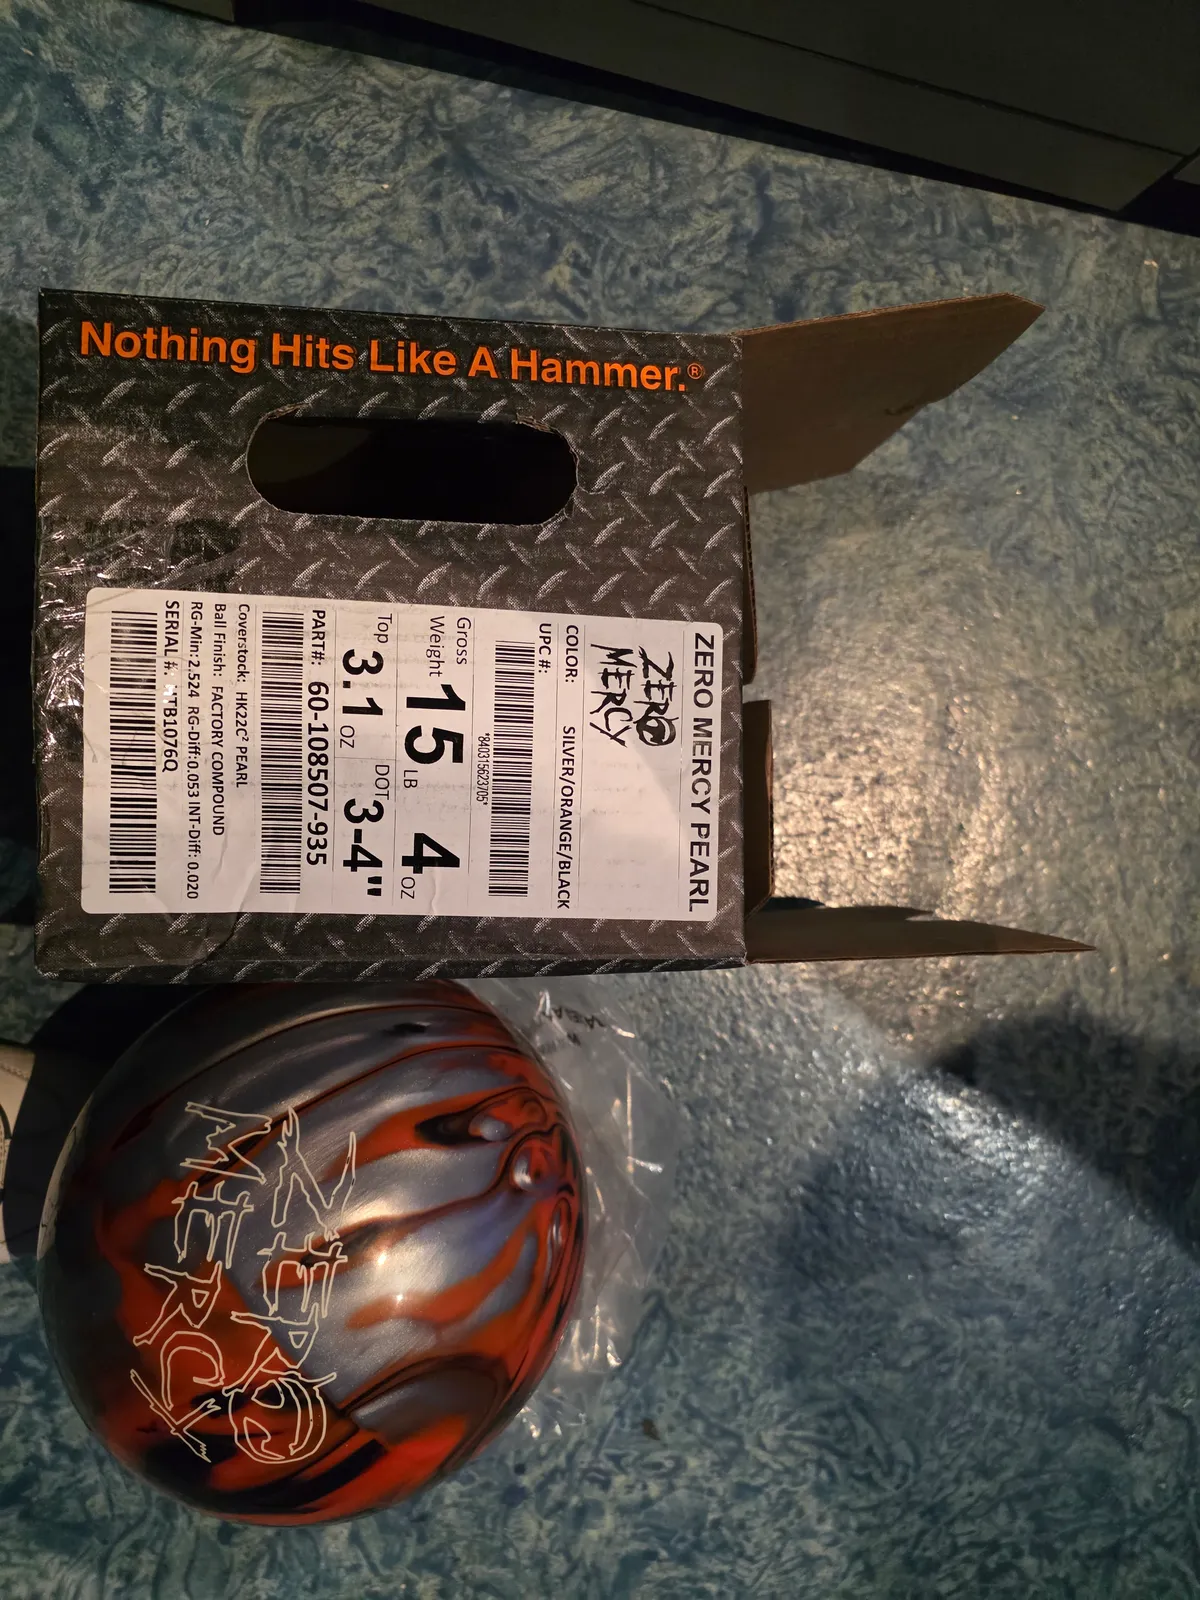 Nothing Hits Like A Hammer.®
ZERO MERCY PEARL
ZERO
MERCY
COLOR: SILVER/ORANGE/BLACK
UPC #:
*840315623705*
Gross Weight 15 LB 4 OZ
Top 3.1 OZ DOT 3-4"
PART#: 60-108507-935
Coverstock: HK22C² PEARL
Ball Finish: FACTORY COMPOUND
RG-Min: 2.524 RG-Diff:0.053 INT-Diff: 0.020
SERIAL #:
ZERO
MERCY